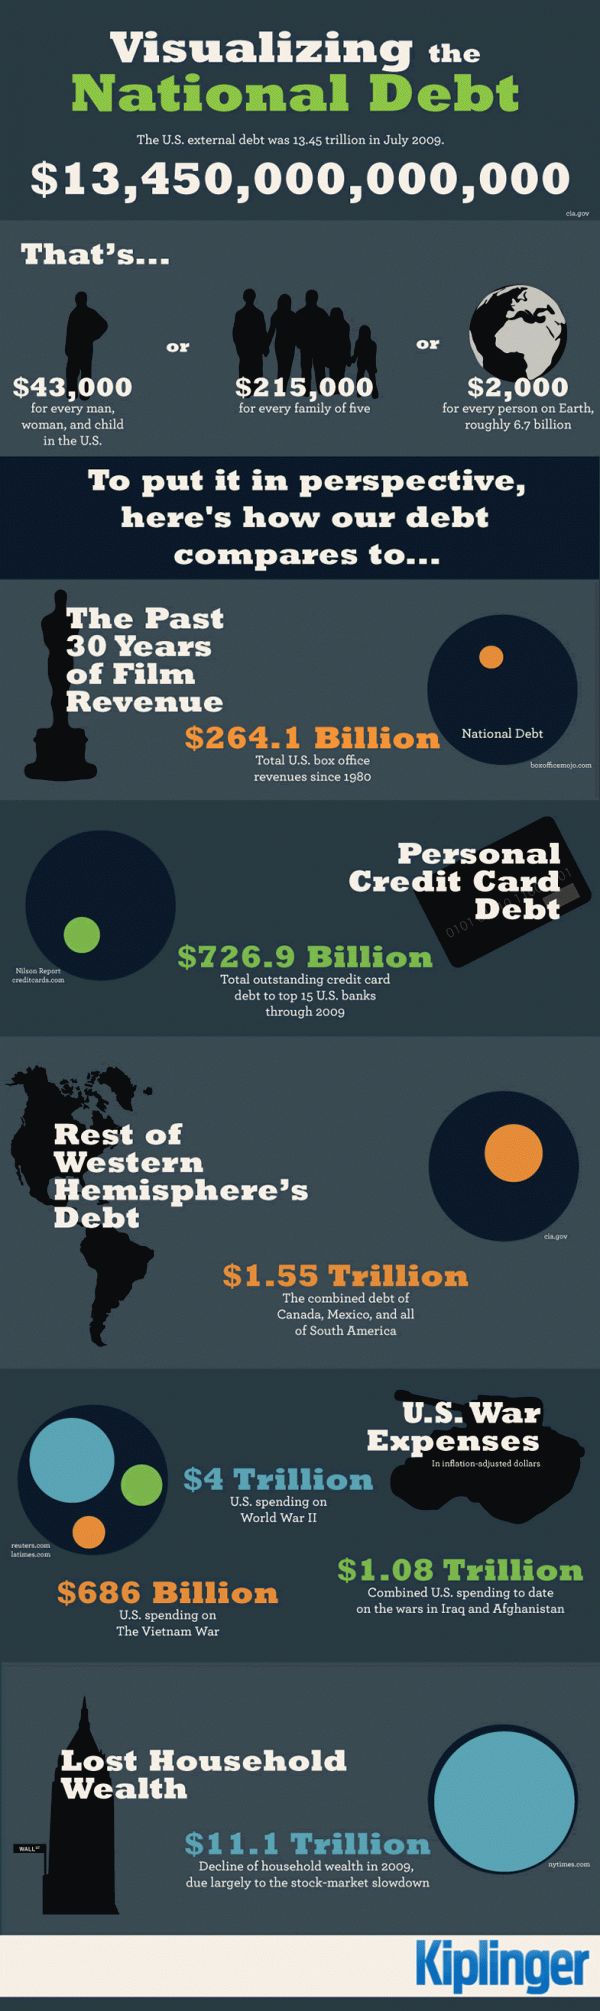 Visualizing the
National Debt
The U.S. external debt was 13.45 trillion in July 2009.
$13,450,000,000,000
cia.gov
That's...
$43,000
for every man,
woman, and child
in the U.S.
or
$215,000
for every family of five
or
$2,000
for every person on Earth,
roughly 6.7 billion
To put it in perspective,
here's how our debt
compares to...
The Past
30 Years
of Film
Revenue
$264.1 Billion
Total U.S. box office
revenues since 1980
National Debt
boxofficemojo.com
Personal
Credit Card
Debt
$726.9 Billion
Total outstanding credit card
debt to top 15 U.S. banks
through 2009
Nilson Report
creditcards.com
Rest of
Western
Hemisphere's
Debt
$1.55 Trillion
The combined debt of
Canada, Mexico, and all
of South America
cia.gov
U.S. War
Expenses
In inflation-adjusted dollars
$4 Trillion
U.S. spending on
World War II
reuters.com
latimes.com
$1.08 Trillion
Combined U.S. spending to date
on the wars in Iraq and Afghanistan
$686 Billion
U.S. spending on
The Vietnam War
Lost Household
Wealth
WALL ST
$11.1 Trillion
Decline of household wealth in 2009,
due largely to the stock-market slowdown
nytimes.com
Kiplinger